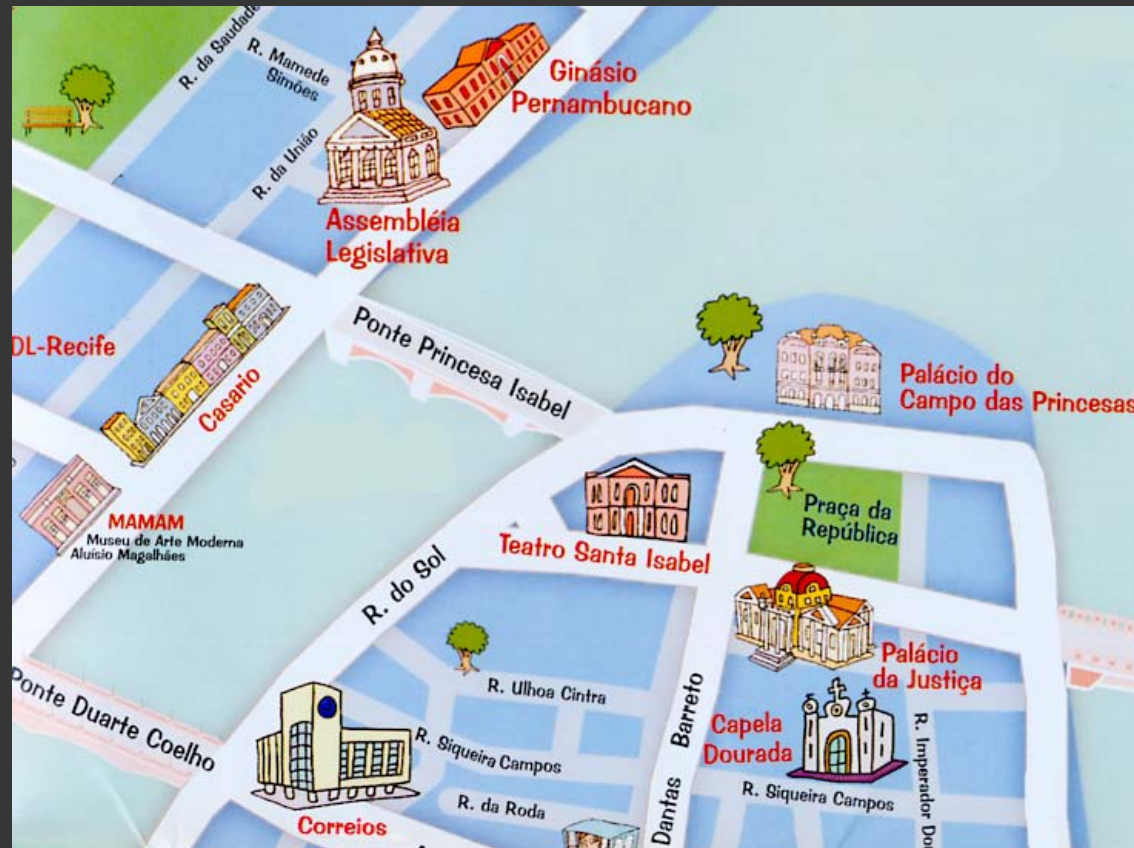 R. da Saudade
R. Mamede
Simões
R. da União
Ginásio
Pernambucano
Assembléia
Legislativa
DL-Recife
Casario
Ponte Princesa Isabel
Palácio do
Campo das Princesas
MAMAM
Museu de Arte Moderna
Aluísio Magalhães
Teatro Santa Isabel
Praça da
República
R. do Sol
Palácio
da Justiça
R. Ulhoa Cintra
Ponte Duarte Coelho
Dantas Barreto
Capela
Dourada
R. Siqueira Campos
R. Siqueira Campos
R. Imperador Dou
R. da Roda
Correios